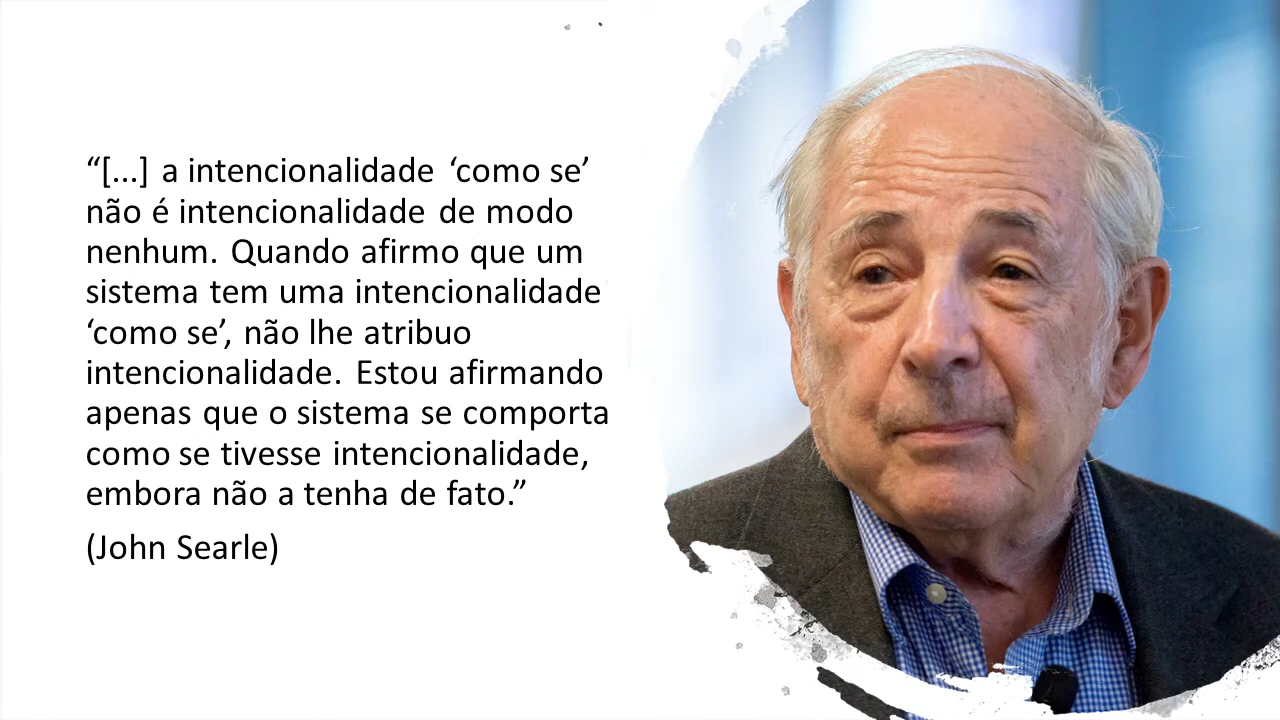 “[...] a intencionalidade ‘como se’
não é intencionalidade de modo
nenhum. Quando afirmo que um
sistema tem uma intencionalidade
‘como se’, não lhe atribuo
intencionalidade. Estou afirmando
apenas que o sistema se comporta
como se tivesse intencionalidade,
embora não a tenha de fato.”
(John Searle)